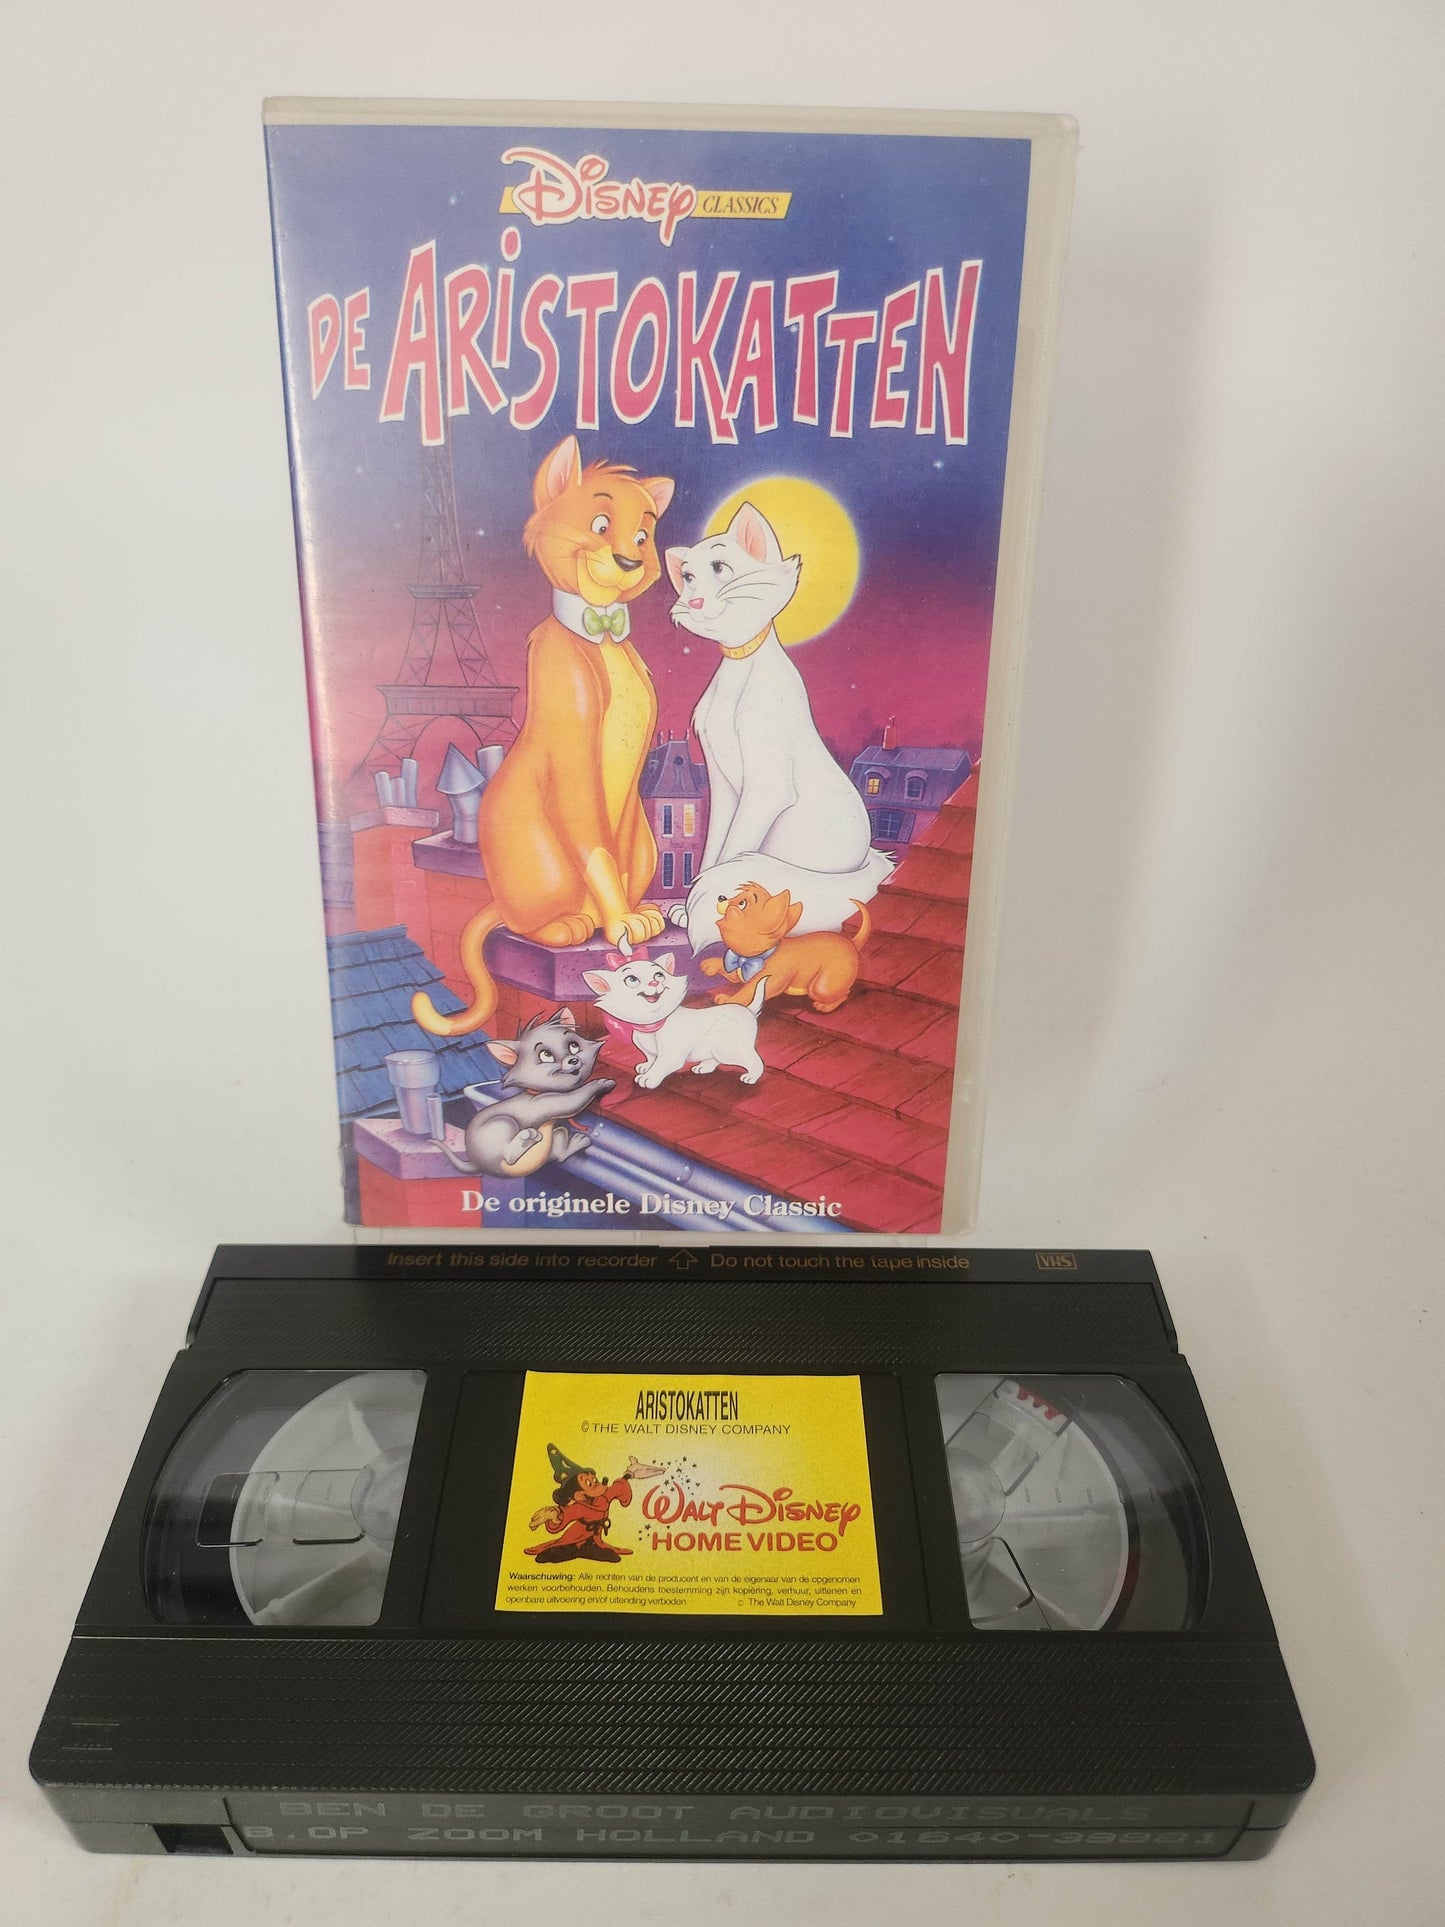 Disney CLASSICS
DE ARISTOKATTEN
De originele Disney Classic
Insert this side into recorder Do not touch the tape inside VHS
ARISTOKATTEN
© THE WALT DISNEY COMPANY
WALT DISNEY
HOME VIDEO
Waarschuwing: Alle rechten van de producent en van de eigenaar van de opgenomen
werken voorbehouden. Behoudens toestemming zijn kopiëring, verhuur, uitlenen en
openbare uitvoering en/of uitending verboden © The Walt Disney Company
BEN DE GROOT AUDIOVISUALS
B.OP ZOOM HOLLAND 01640-39881